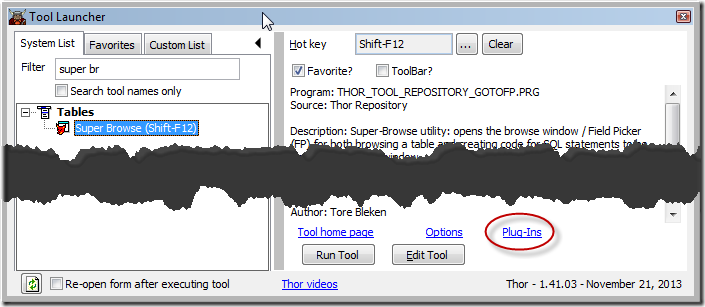 Tool Launcher
System List Favorites Custom List
Filter super br
Search tool names only
Tables
Super Browse (Shift-F12)
Hot key Shift-F12 ... Clear
Favorite? ToolBar?
Program: THOR_TOOL_REPOSITORY_GOTOFP.PRG
Source: Thor Repository
Description: Super-Browse utility: opens the browse window / Field Picker
(FP) for both browsing a table and creating code for SQL statements to be
window
Author: Tore Bleken
Tool home page Options Plug-Ins
Run Tool Edit Tool
Re-open form after executing tool Thor videos Thor - 1.41.03 - November 21, 2013